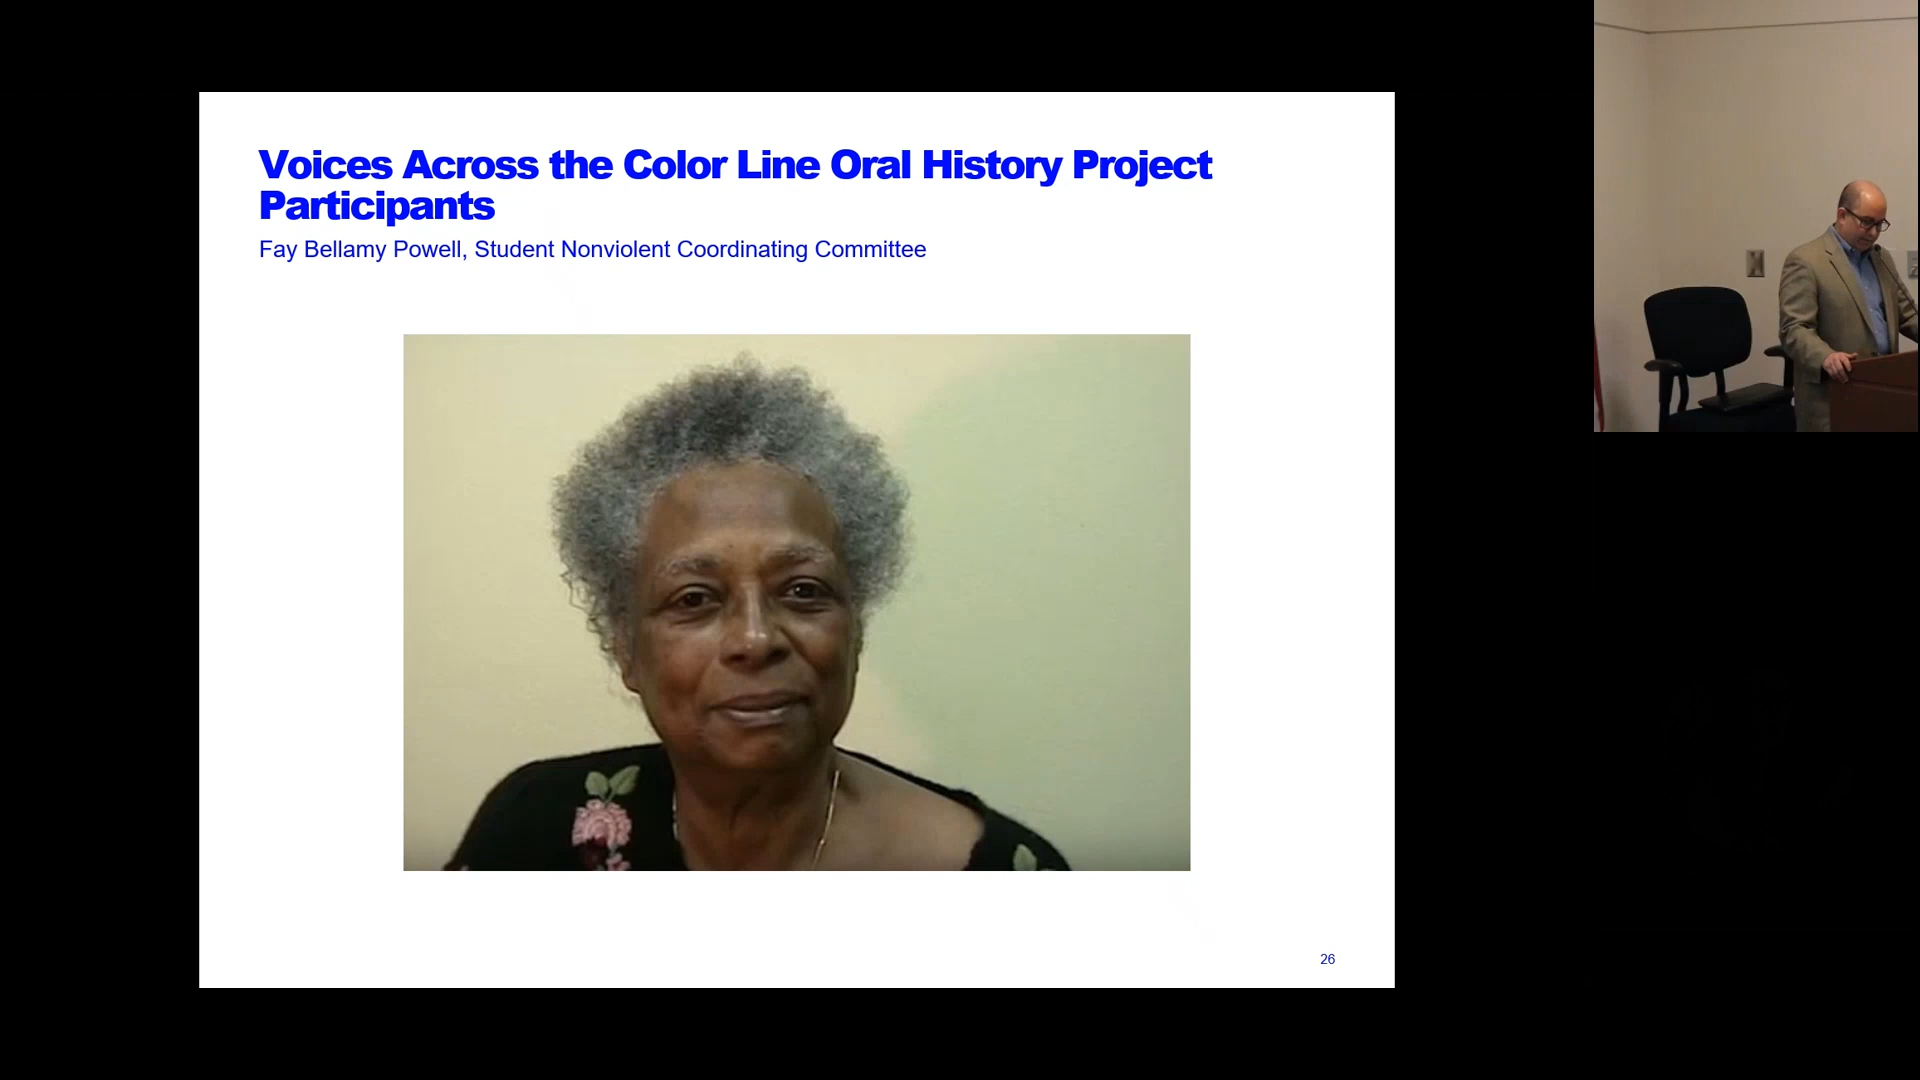 Voices Across the Color Line Oral History Project
Participants
Fay Bellamy Powell, Student Nonviolent Coordinating Committee
26